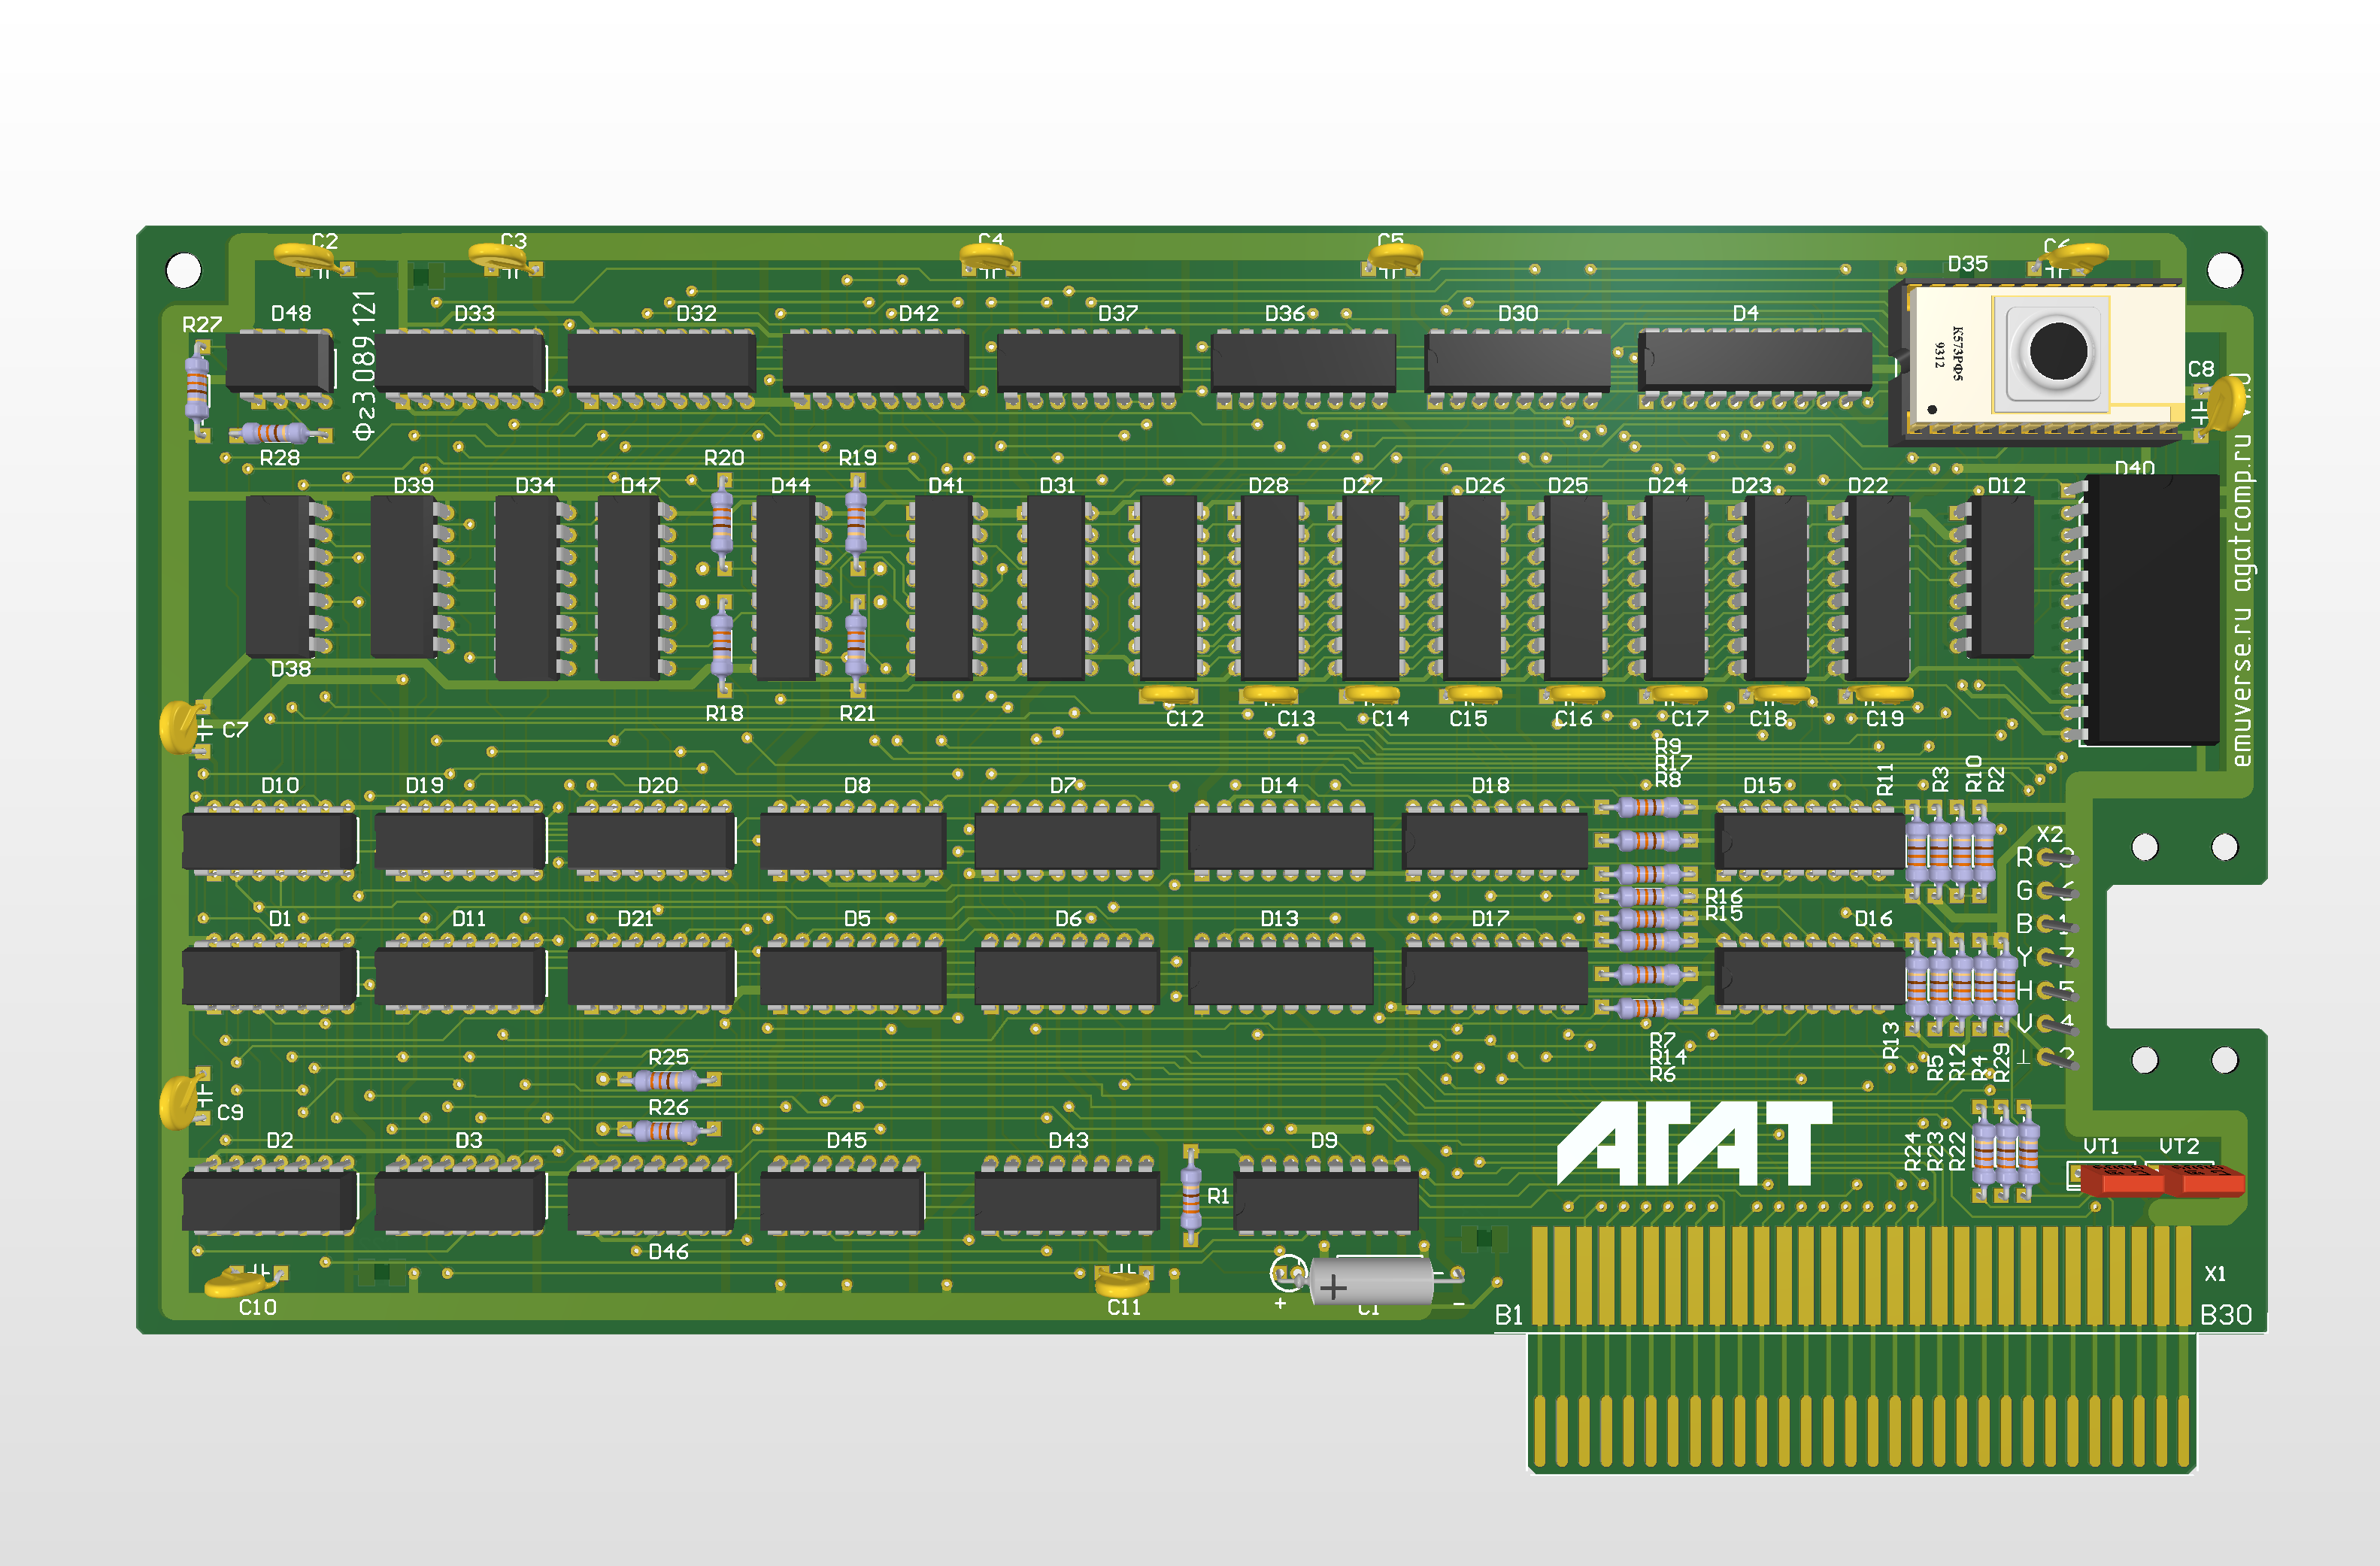 C2 C3 C4 C5 C6
D35
R27 D48 D33 D32 D42 D37 D36 D30 D4
Фг3.089.121
К573РФ5
9312
C8
R28 R20 R19
D40
D39 D34 D47 D44 D41 D31 D28 D27 D26 D25 D24 D23 D22 D12
emuverse.ru agatcomp.ru
D38
R18 R21 C12 C13 C14 C15 C16 C17 C18 C19
C7
R9
R17
R8
D10 D19 D20 D8 D7 D14 D18 D15 R11 R3 R10 R2
X2
R
G
B
Y
H
V
⊥
R16
R15
D1 D11 D21 D5 D6 D13 D17 D16
R7
R14
R6
R13 R5 R12 R4 R29
R25
R26
C9
АГАТ
D2 D3 D45 D43 D9
R24 R23 R22
VT1 VT2
R1
D46
X1
C10 C11 + C1 -
B1 B30